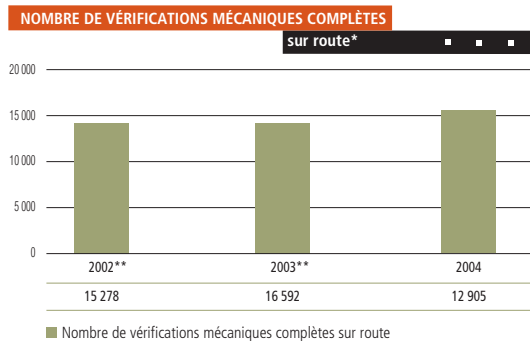 NOMBRE DE VÉRIFICATIONS MÉCANIQUES COMPLÈTES
sur route*
20 000
15 000
10 000
5 000
0
2002** 2003** 2004
15 278 16 592 12 905
Nombre de vérifications mécaniques complètes sur route